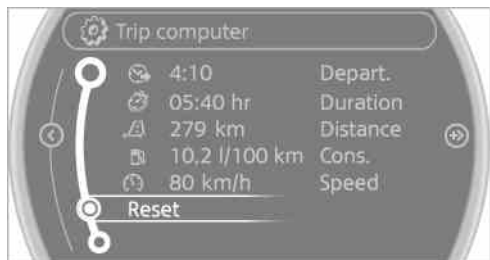 Trip computer
4:10 Depart.
05:40 hr Duration
279 km Distance
10,2 l/100 km Cons.
80 km/h Speed
Reset